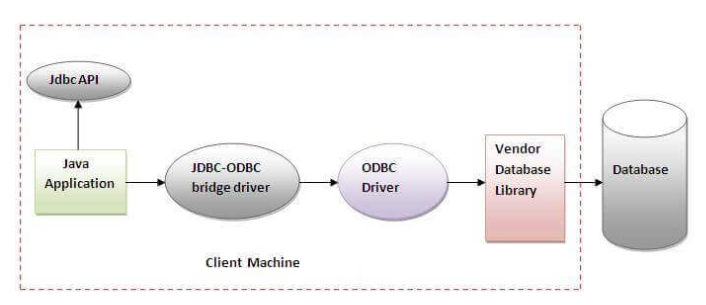 Jdbc API
Java
Application
JDBC-ODBC
bridge driver
ODBC
Driver
Vendor
Database
Library
Database
Client Machine